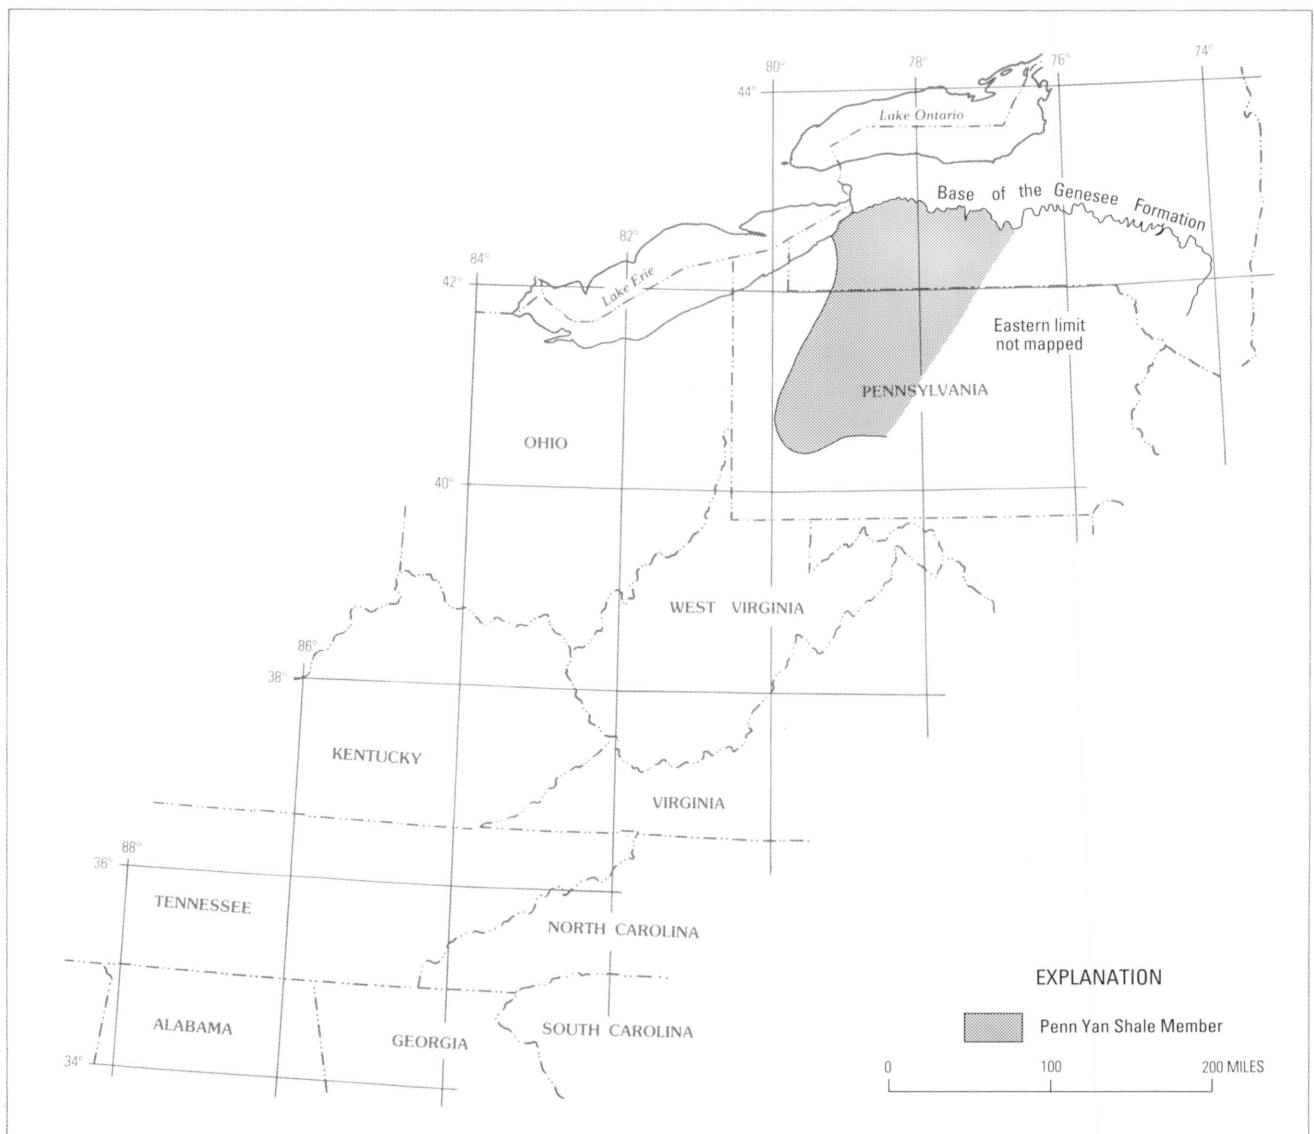 74°
76°
78°
80°
44°
Lake Ontario
Base of the Genesee Formation
82°
84°
42°
Lake Erie
Eastern limit
not mapped
PENNSYLVANIA
OHIO
40°
WEST VIRGINIA
86°
38°
KENTUCKY
VIRGINIA
88°
36°
TENNESSEE
NORTH CAROLINA
EXPLANATION
Penn Yan Shale Member
ALABAMA
GEORGIA
SOUTH CAROLINA
34°
0 100 200 MILES